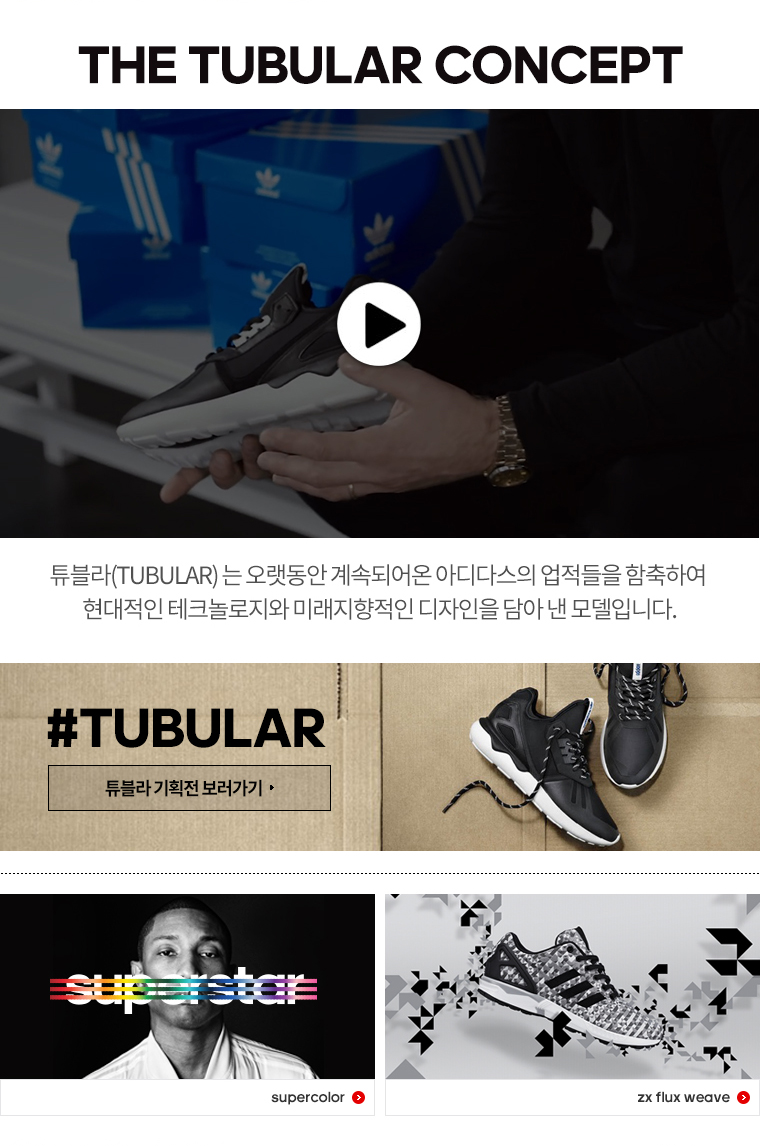 THE TUBULAR CONCEPT
adidas
튜블라(TUBULAR) 는 오랫동안 계속되어온 아디다스의 업적들을 함축하여
현대적인 테크놀로지와 미래지향적인 디자인을 담아 낸 모델입니다.
#TUBULAR
튜블라 기획전 보러가기
superstar
supercolor
zx flux weave